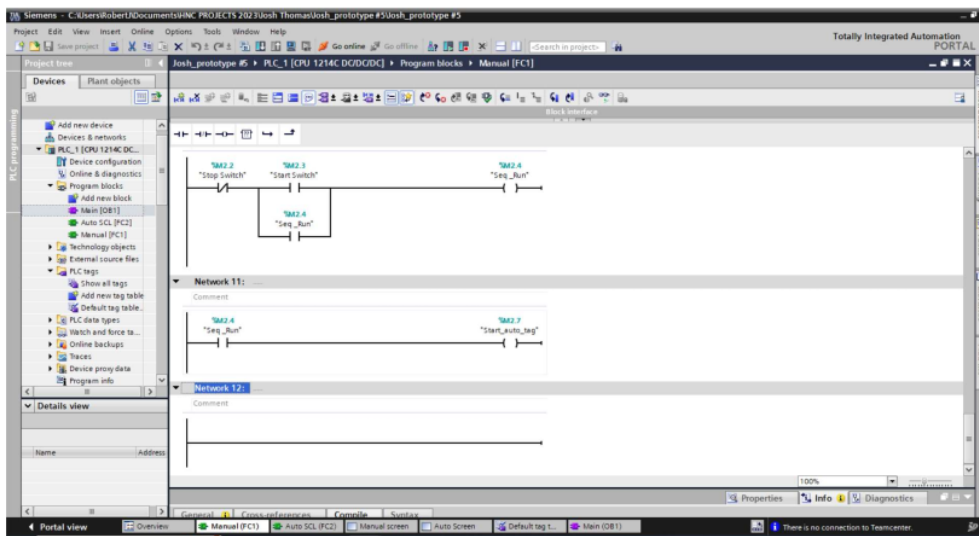 Siemens - C:\Users\RobertJ\Documents\HNC PROJECTS 2023\Josh Thomas\Josh_prototype #5\Josh_prototype #5
Project Edit View Insert Online Options Tools Window Help
Totally Integrated Automation
PORTAL
Save project
Go online
Go offline
<Search in project>
Project tree
Josh_prototype #5 ▸ PLC_1 [CPU 1214C DC/DC/DC] ▸ Program blocks ▸ Manual [FC1]
Devices
Plant objects
PLC programming
Block interface
Add new device
Devices & networks
PLC_1 [CPU 1214C DC...
Device configuration
Online & diagnostics
Program blocks
Add new block
Main [OB1]
Auto SCL [FC2]
Manual [FC1]
Technology objects
External source files
PLC tags
Show all tags
Add new tag table
Default tag table...
PLC data types
Watch and force ta...
Online backups
Traces
Device proxy data
Program info
%M2.2 %M2.3 %M2.4
"Stop Switch" "Start Switch" "Seq_Run"
%M2.4
"Seq_Run"
Network 11: ....
Comment
%M2.4 %M2.7
"Seq_Run" "Start_auto_tag"
Network 12: ....
Comment
Details view
Name Address
100%
Properties
Info
Diagnostics
General
Cross-references
Compile
Syntax
Portal view
Overview
Manual (FC1)
Auto SCL (FC2)
Manual screen
Auto Screen
Default tag t...
Main (OB1)
There is no connection to Teamcenter.